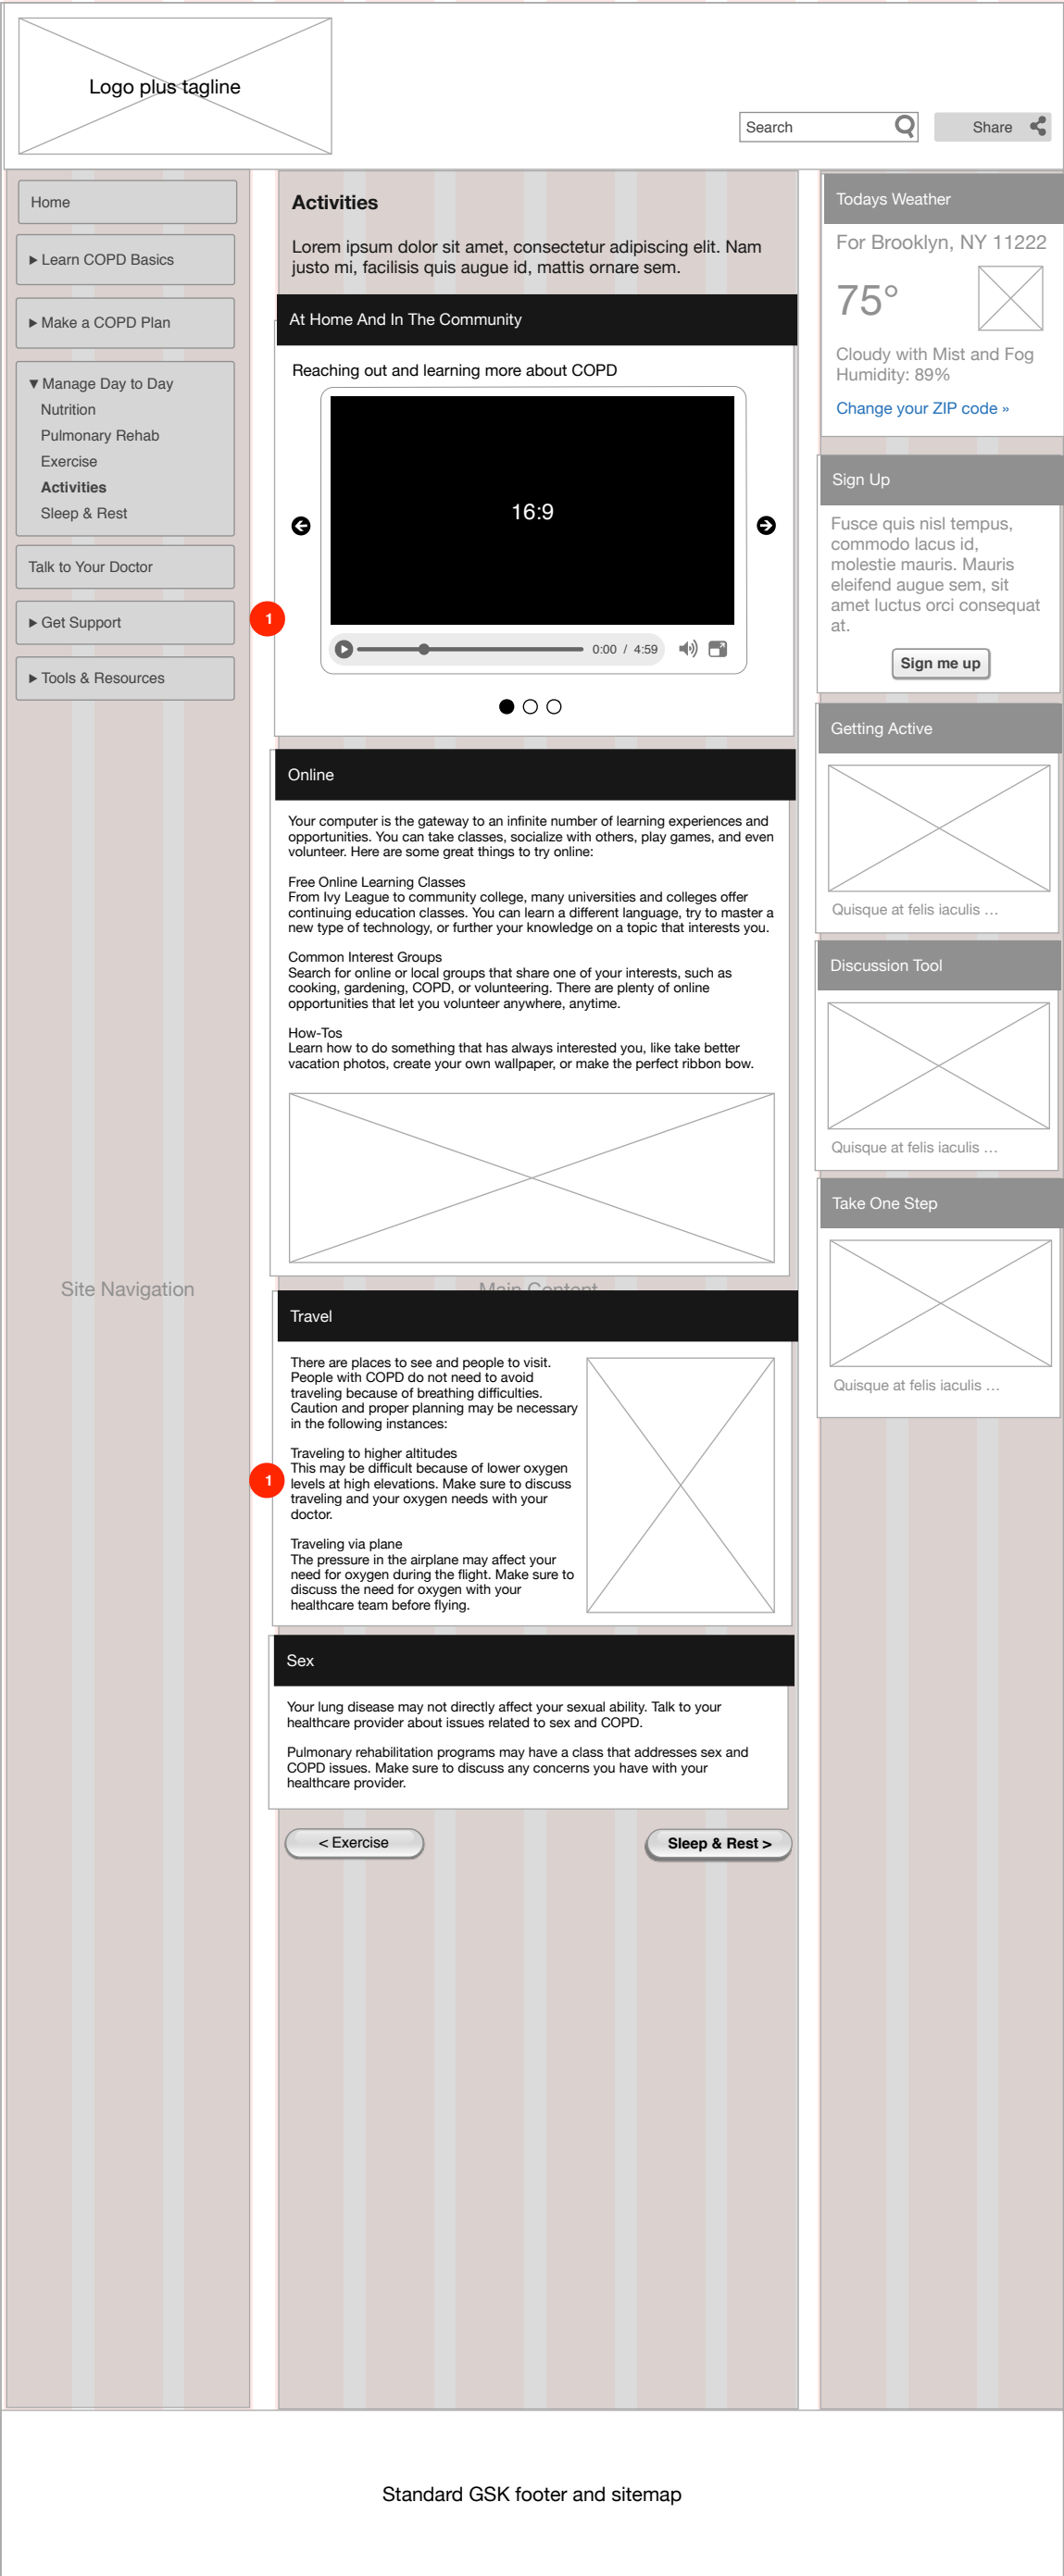 Logo plus tagline
Search
Share
Home
▸ Learn COPD Basics
▸ Make a COPD Plan
▾ Manage Day to Day
Nutrition
Pulmonary Rehab
Exercise
Activities
Sleep & Rest
Talk to Your Doctor
▸ Get Support
▸ Tools & Resources
Site Navigation
Activities
Lorem ipsum dolor sit amet, consectetur adipiscing elit. Nam
justo mi, facilisis quis augue id, mattis ornare sem.
At Home And In The Community
Reaching out and learning more about COPD
16:9
1
0:00 / 4:59
Online
Your computer is the gateway to an infinite number of learning experiences and
opportunities. You can take classes, socialize with others, play games, and even
volunteer. Here are some great things to try online:
Free Online Learning Classes
From Ivy League to community college, many universities and colleges offer
continuing education classes. You can learn a different language, try to master a
new type of technology, or further your knowledge on a topic that interests you.
Common Interest Groups
Search for online or local groups that share one of your interests, such as
cooking, gardening, COPD, or volunteering. There are plenty of online
opportunities that let you volunteer anywhere, anytime.
How-Tos
Learn how to do something that has always interested you, like take better
vacation photos, create your own wallpaper, or make the perfect ribbon bow.
Main Content
Travel
There are places to see and people to visit.
People with COPD do not need to avoid
traveling because of breathing difficulties.
Caution and proper planning may be necessary
in the following instances:
Traveling to higher altitudes
This may be difficult because of lower oxygen
1
levels at high elevations. Make sure to discuss
traveling and your oxygen needs with your
doctor.
Traveling via plane
The pressure in the airplane may affect your
need for oxygen during the flight. Make sure to
discuss the need for oxygen with your
healthcare team before flying.
Sex
Your lung disease may not directly affect your sexual ability. Talk to your
healthcare provider about issues related to sex and COPD.
Pulmonary rehabilitation programs may have a class that addresses sex and
COPD issues. Make sure to discuss any concerns you have with your
healthcare provider.
< Exercise
Sleep & Rest >
Todays Weather
For Brooklyn, NY 11222
75°
Cloudy with Mist and Fog
Humidity: 89%
Change your ZIP code »
Sign Up
Fusce quis nisl tempus,
commodo lacus id,
molestie mauris. Mauris
eleifend augue sem, sit
amet luctus orci consequat
at.
Sign me up
Getting Active
Quisque at felis iaculis …
Discussion Tool
Quisque at felis iaculis …
Take One Step
Quisque at felis iaculis …
Standard GSK footer and sitemap